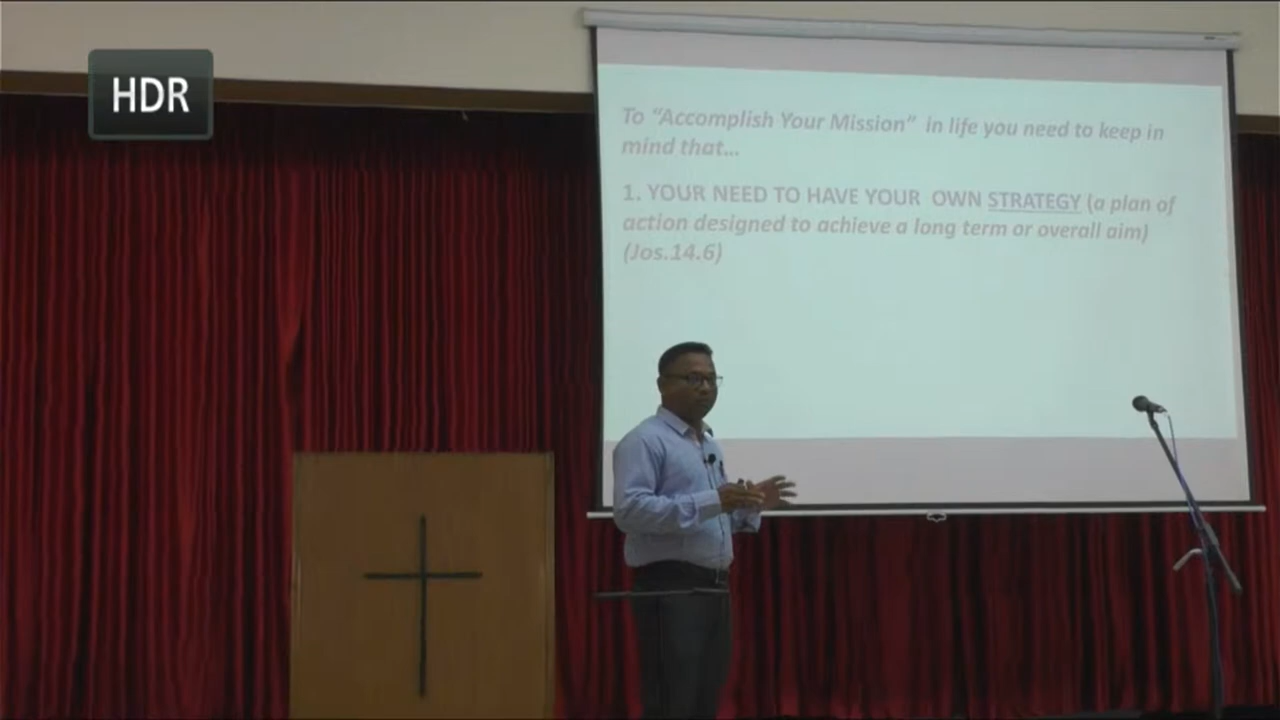 HDR
To “Accomplish Your Mission” in life you need to keep in
mind that...
1. YOUR NEED TO HAVE YOUR OWN STRATEGY (a plan of
action designed to achieve a long term or overall aim)
(Jos.14.6)